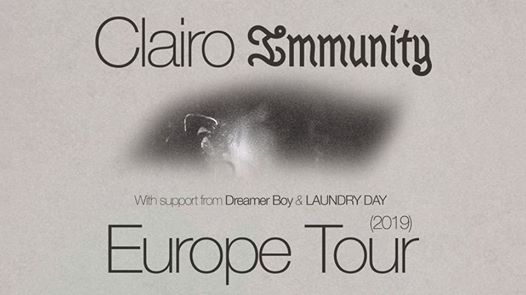 Clairo Immunity
With support from Dreamer Boy & LAUNDRY DAY
(2019)
Europe Tour